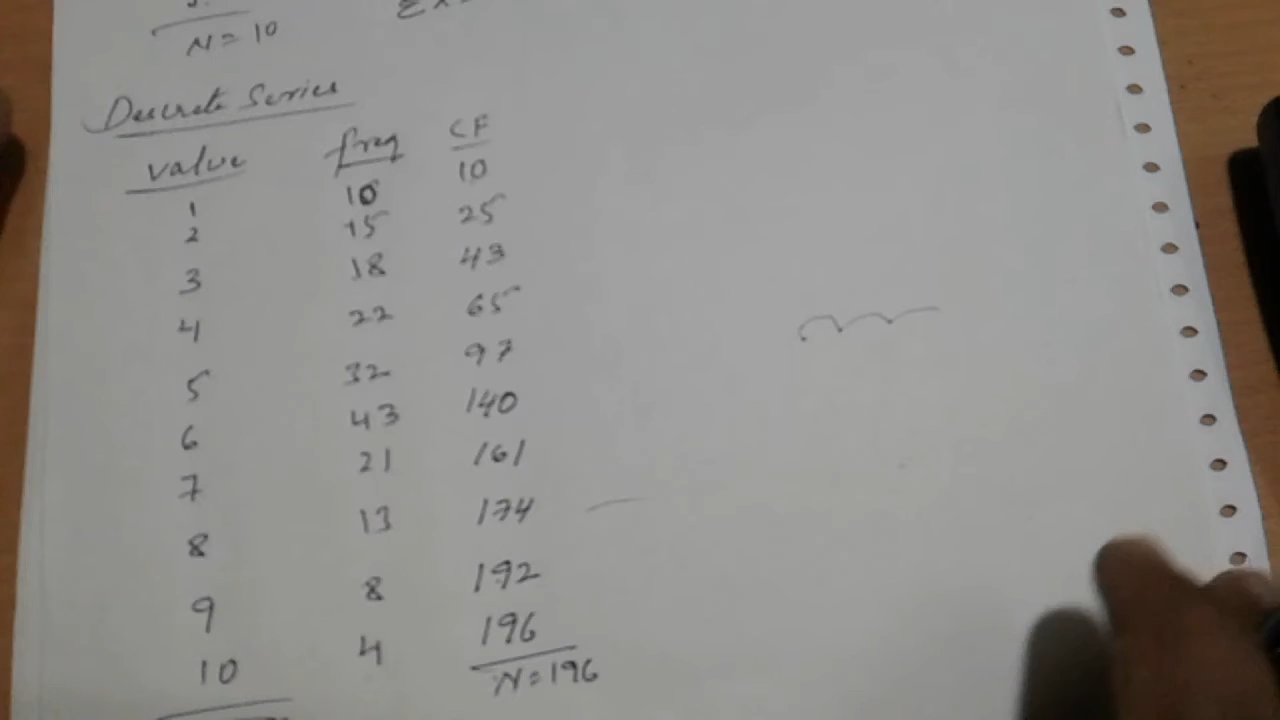 N = 10
Discrete Series
value freq CF
1 10 10
2 15 25
3 18 43
4 22 65
5 32 97
6 43 140
7 21 161
8 13 174
9 8 192
10 4 196
N = 196